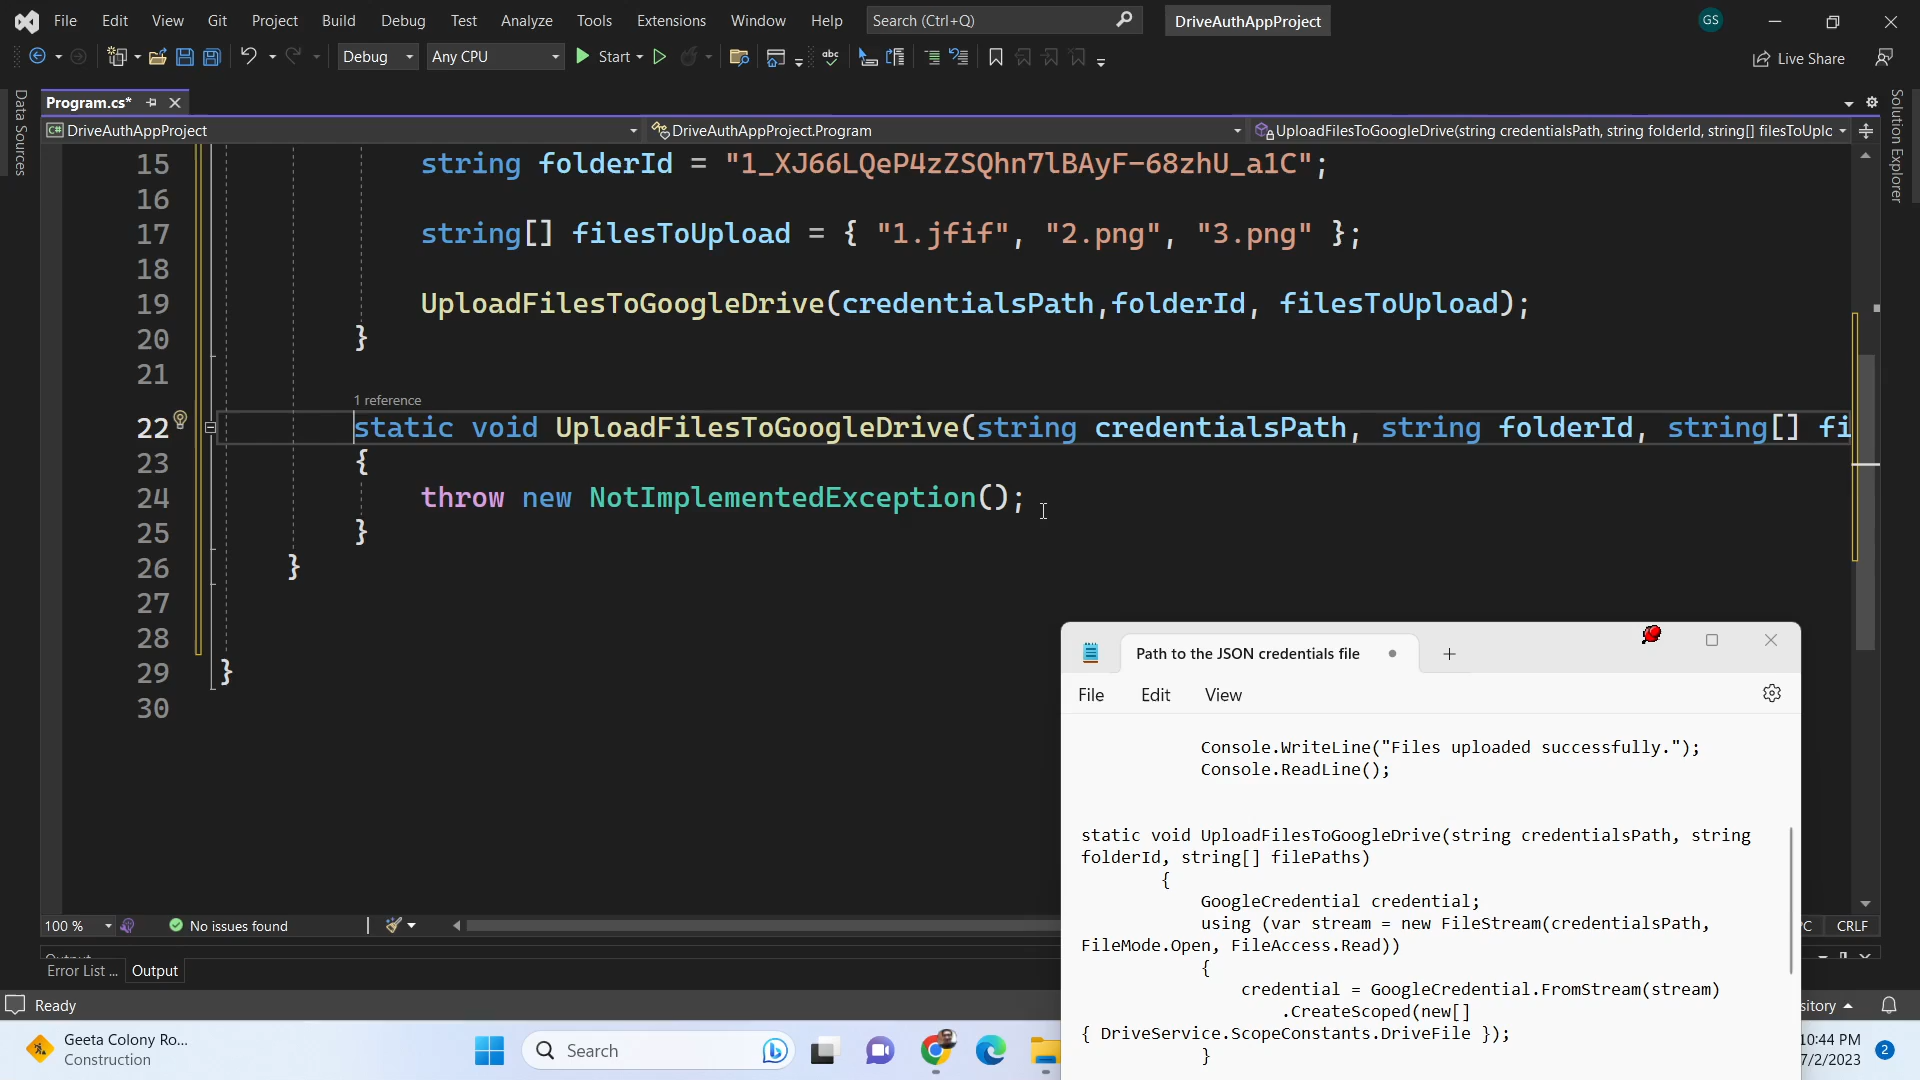 File Edit View Git Project Build Debug Test Analyze Tools Extensions Window Help Search (Ctrl+Q) DriveAuthAppProject GS
Debug Any CPU Start abc Live Share
Data Sources
Program.cs*
Solution Explorer
C# DriveAuthAppProject DriveAuthAppProject.Program UploadFilesToGoogleDrive(string credentialsPath, string folderId, string[] filesToUplo
15 string folderId = "1_XJ66LQeP4zZSQhn7lBAyF-68zhU_a1C";
16
17 string[] filesToUpload = { "1.jfif", "2.png", "3.png" };
18
19 UploadFilesToGoogleDrive(credentialsPath,folderId, filesToUpload);
20 }
21
1 reference
22 static void UploadFilesToGoogleDrive(string credentialsPath, string folderId, string[] fi
23 {
24 throw new NotImplementedException();
25 }
26 }
27
28
29 }
30
Path to the JSON credentials file
File Edit View
Console.WriteLine("Files uploaded successfully.");
Console.ReadLine();
static void UploadFilesToGoogleDrive(string credentialsPath, string
folderId, string[] filePaths)
{
GoogleCredential credential;
using (var stream = new FileStream(credentialsPath,
FileMode.Open, FileAccess.Read))
{
credential = GoogleCredential.FromStream(stream)
.CreateScoped(new[]
{ DriveService.ScopeConstants.DriveFile });
}
100 % No issues found CRLF
Error List ... Output
Ready
Geeta Colony Ro...
Construction
Search
10:44 PM
7/2/2023
2